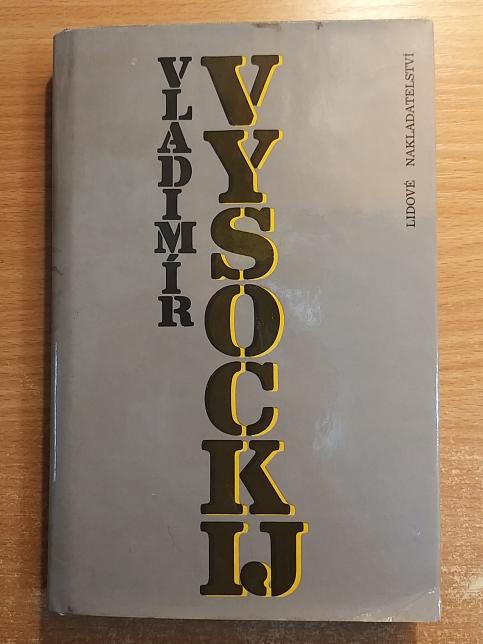 VLADIMÍR
VYSOCKIJ
LIDOVÉ NAKLADATELSTVÍ